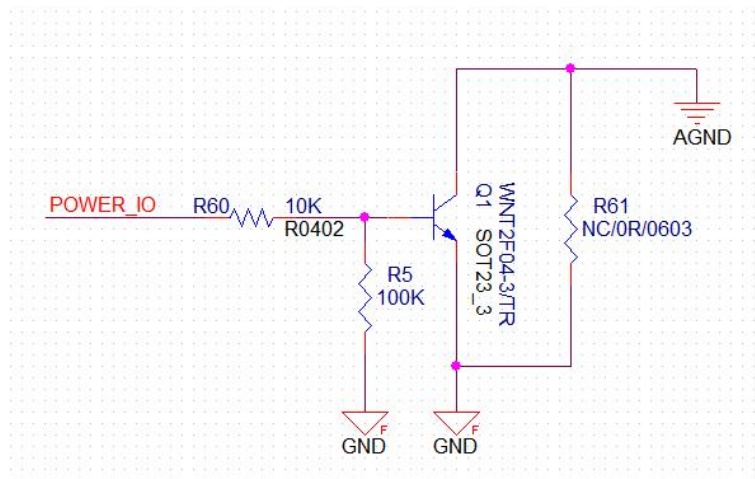 AGND
POWER_IO
R60
10K
R0402
Q1
WNT2F04-3/TR
SOT23_3
R61
NC/0R/0603
R5
100K
F
GND
F
GND